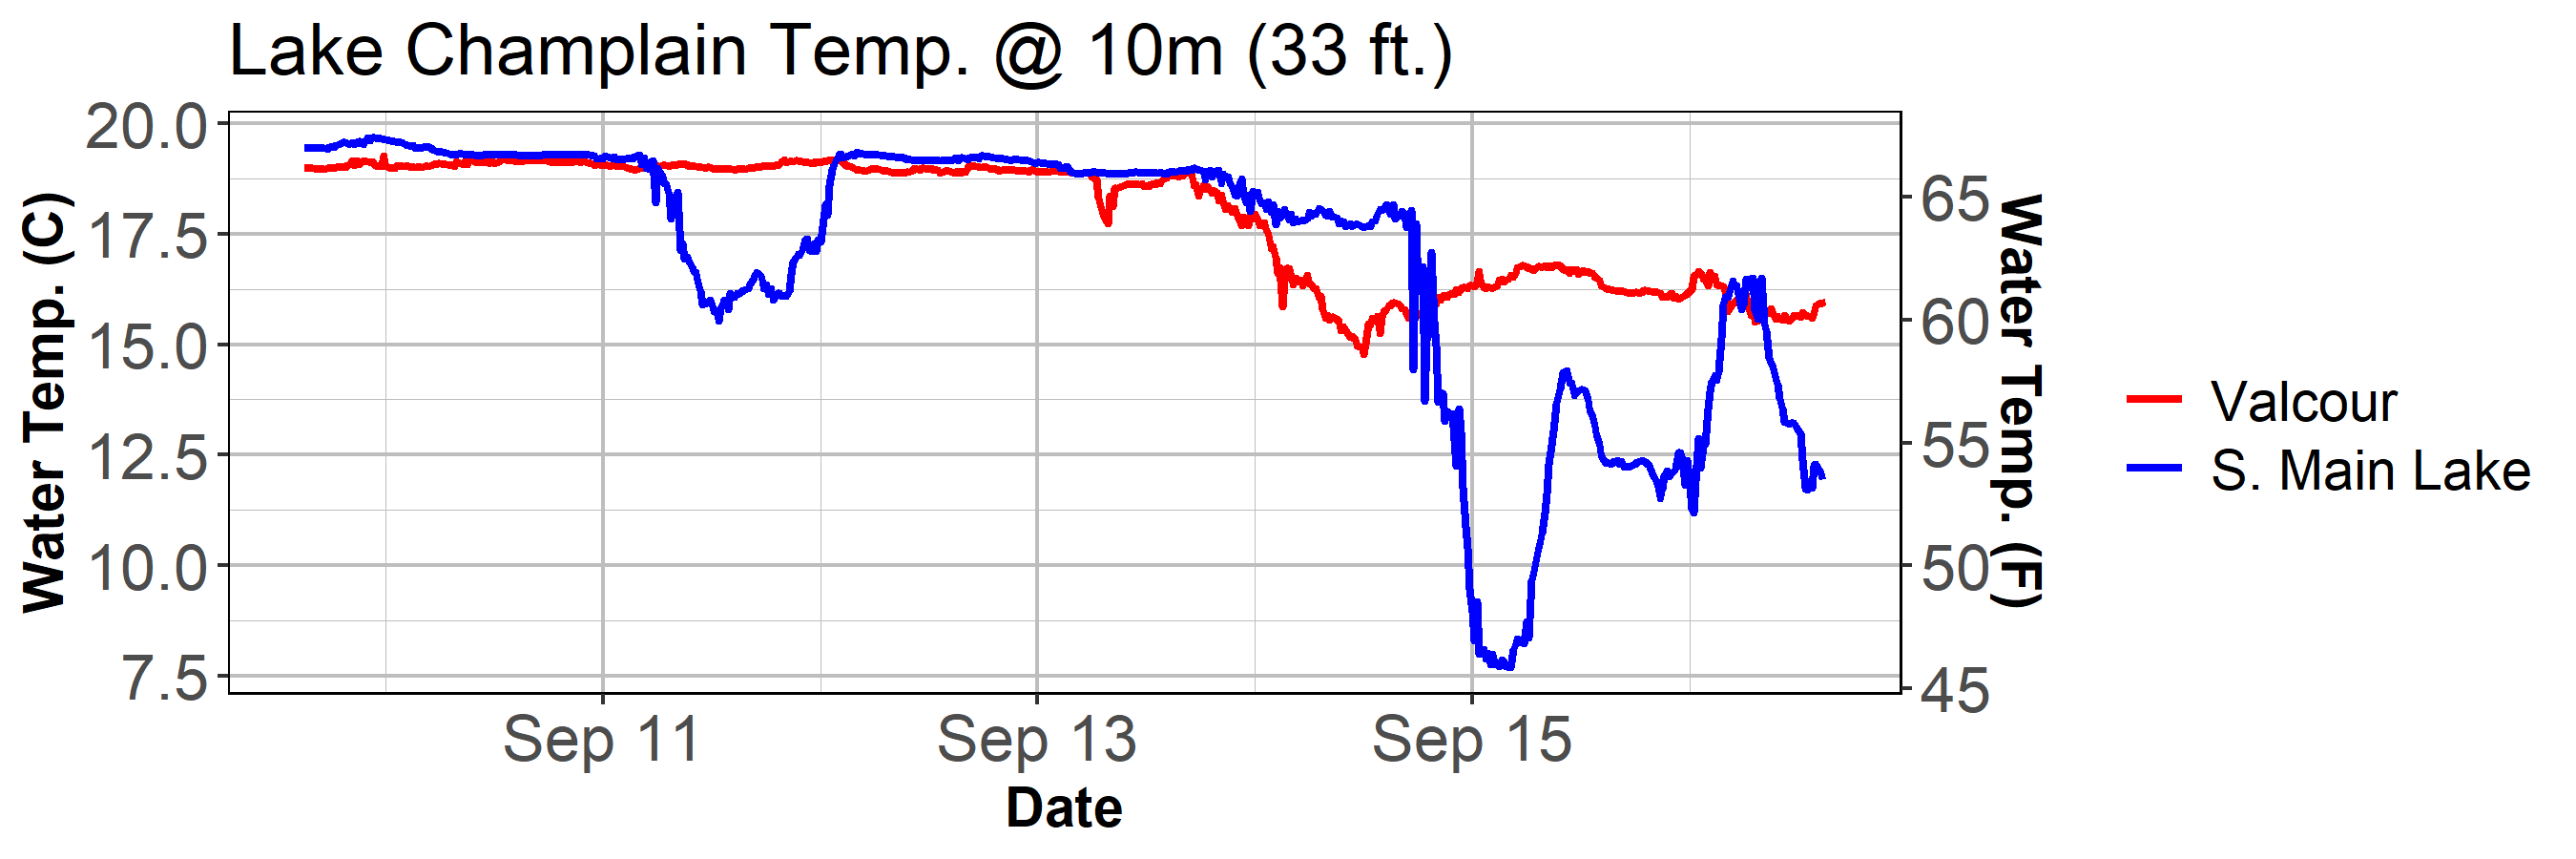 Lake Champlain Temp. @ 10m (33 ft.)
Water Temp. (C)
20.0
17.5
15.0
12.5
10.0
7.5
65
60
55
50
45
Water Temp. (F)
Sep 11
Sep 13
Sep 15
Date
Valcour
S. Main Lake